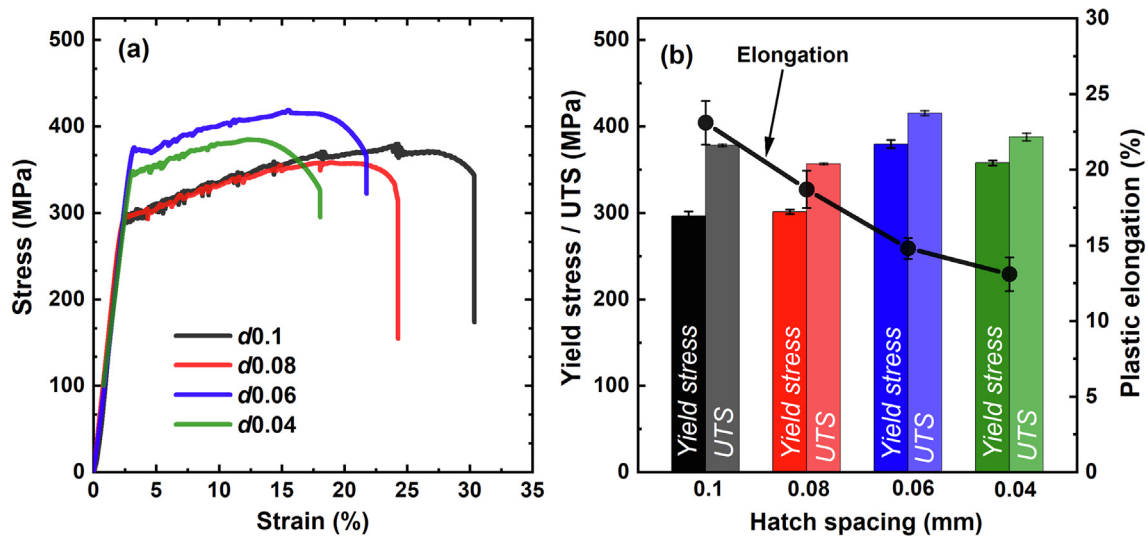 (a)
Stress (MPa)
500
400
300
200
100
0
d0.1
d0.08
d0.06
d0.04
0 5 10 15 20 25 30 35
Strain (%)
(b)
Elongation
Yield stress / UTS (MPa)
500
400
300
200
100
0
Yield stress
UTS
Yield stress
UTS
Yield stress
UTS
Yield stress
UTS
0.1 0.08 0.06 0.04
Hatch spacing (mm)
30
25
20
15
10
5
0
Plastic elongation (%)